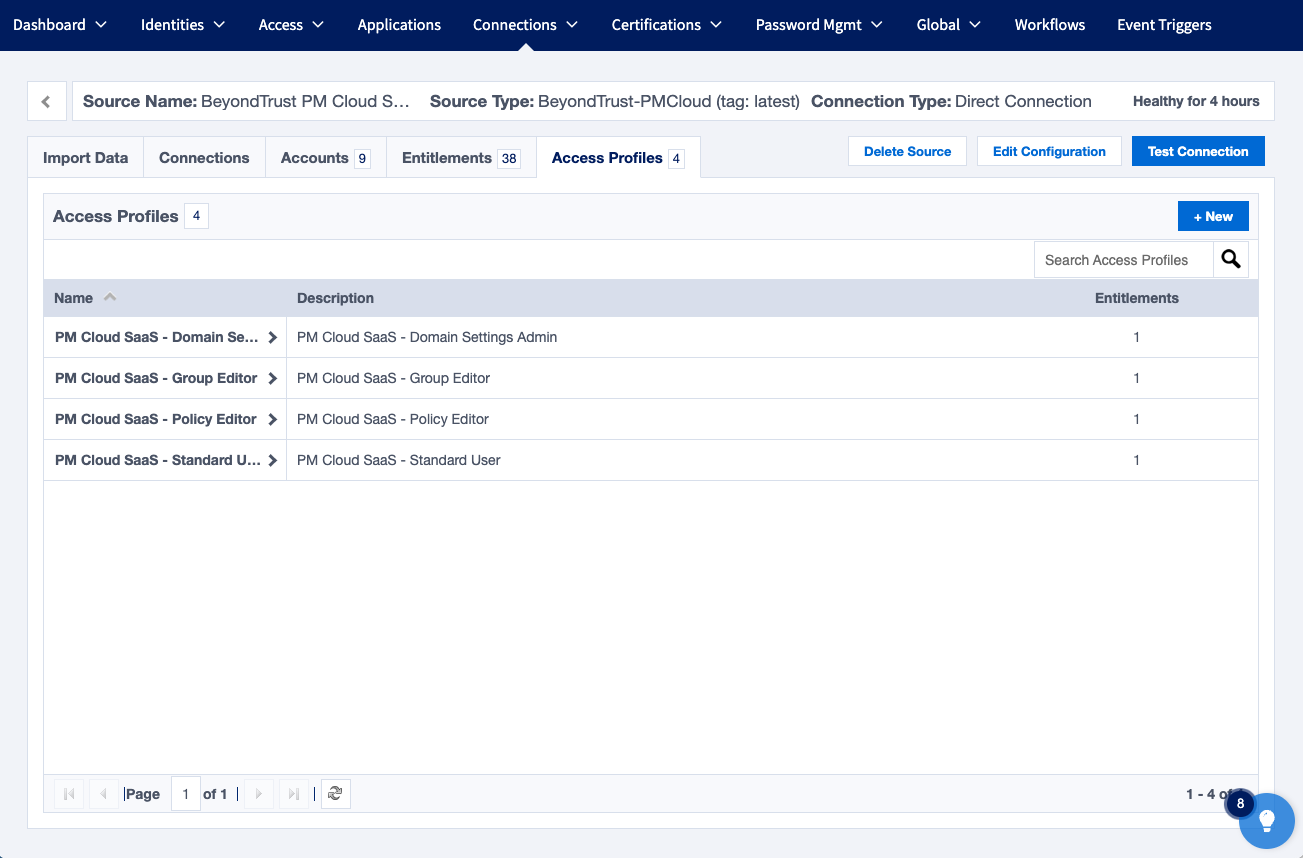 Dashboard Identities Access Applications Connections Certifications Password Mgmt Global Workflows Event Triggers
Source Name: BeyondTrust PM Cloud S... Source Type: BeyondTrust-PMCloud (tag: latest) Connection Type: Direct Connection Healthy for 4 hours
Import Data Connections Accounts 9 Entitlements 38 Access Profiles 4 Delete Source Edit Configuration Test Connection
Access Profiles 4 + New
Search Access Profiles
Name Description Entitlements
PM Cloud SaaS - Domain Se... PM Cloud SaaS - Domain Settings Admin 1
PM Cloud SaaS - Group Editor PM Cloud SaaS - Group Editor 1
PM Cloud SaaS - Policy Editor PM Cloud SaaS - Policy Editor 1
PM Cloud SaaS - Standard U... PM Cloud SaaS - Standard User 1
|Page 1 of 1 | | 1 - 4 of
8